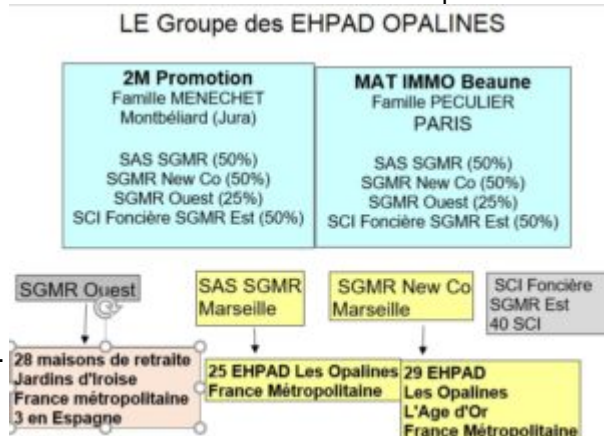 LE Groupe des EHPAD OPALINES
2M Promotion
Famille MENECHET
Montbéliard (Jura)
SAS SGMR (50%)
SGMR New Co (50%)
SGMR Ouest (25%)
SCI Foncière SGMR Est (50%)
MAT IMMO Beaune
Famille PECULIER
PARIS
SAS SGMR (50%)
SGMR New Co (50%)
SGMR Ouest (25%)
SCI Foncière SGMR Est (50%)
SGMR Ouest
SAS SGMR
Marseille
SGMR New Co
Marseille
SCI Foncière
SGMR Est
40 SCI
28 maisons de retraite
Jardins d'Iroise
France métropolitaine
3 en Espagne
25 EHPAD Les Opalines
France Métropolitaine
29 EHPAD
Les Opalines
L'Age d'Or
France Métropolitaine